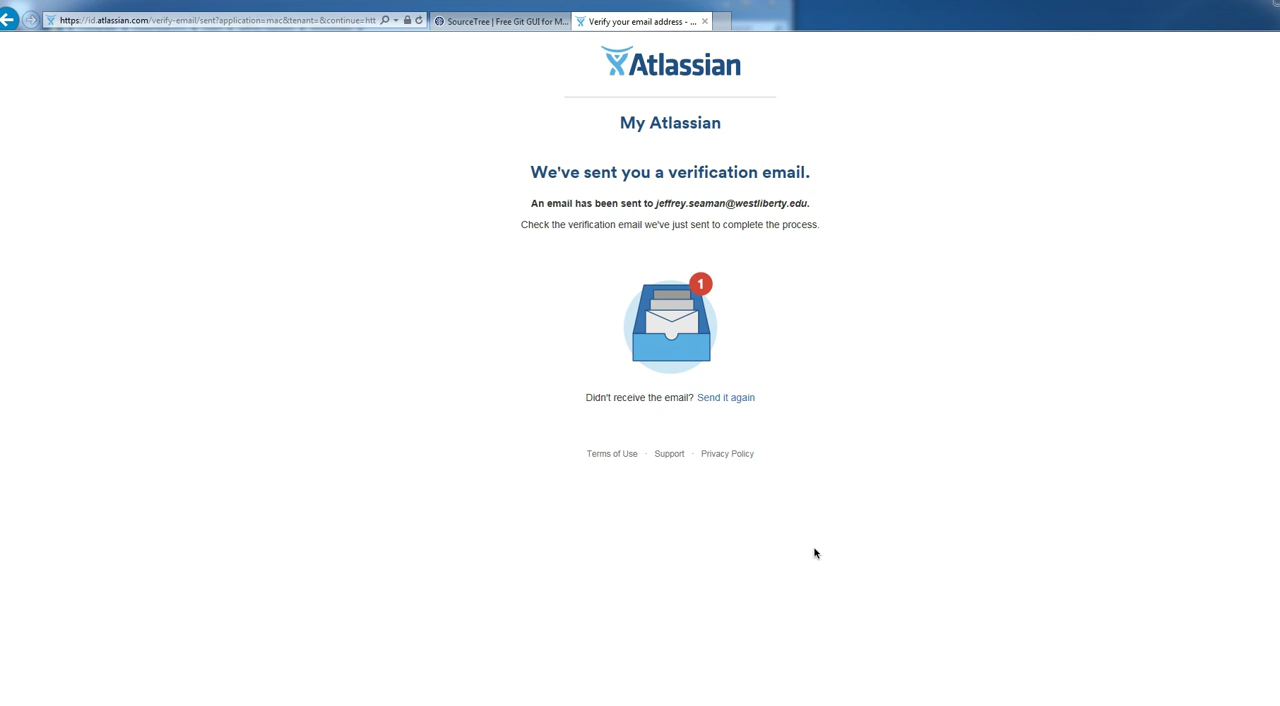 https://id.atlassian.com/verify-email/sent?application=mac&tenant=&continue=htt
SourceTree | Free Git GUI for M...
Verify your email address - ...
Atlassian
My Atlassian
We've sent you a verification email.
An email has been sent to jeffrey.seaman@westliberty.edu.
Check the verification email we've just sent to complete the process.
1
Didn't receive the email? Send it again
Terms of Use · Support · Privacy Policy